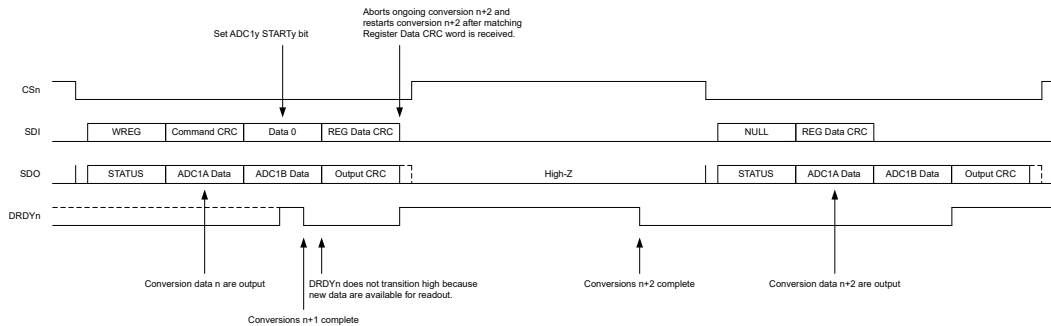 Aborts ongoing conversion n+2 and
restarts conversion n+2 after matching
Register Data CRC word is received.
Set ADC1y STARTy bit
CSn
SDI
WREG
Command CRC
Data 0
REG Data CRC
NULL
REG Data CRC
SDO
STATUS
ADC1A Data
ADC1B Data
Output CRC
High-Z
STATUS
ADC1A Data
ADC1B Data
Output CRC
DRDYn
Conversion data n are output
DRDYn does not transition high because
new data are available for readout.
Conversions n+2 complete
Conversion data n+2 are output
Conversions n+1 complete